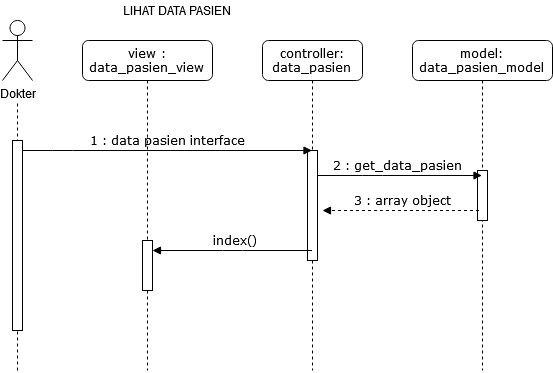 LIHAT DATA PASIEN
Dokter
view :
data_pasien_view
controller:
data_pasien
model:
data_pasien_model
1 : data pasien interface
2 : get_data_pasien
3 : array object
index()